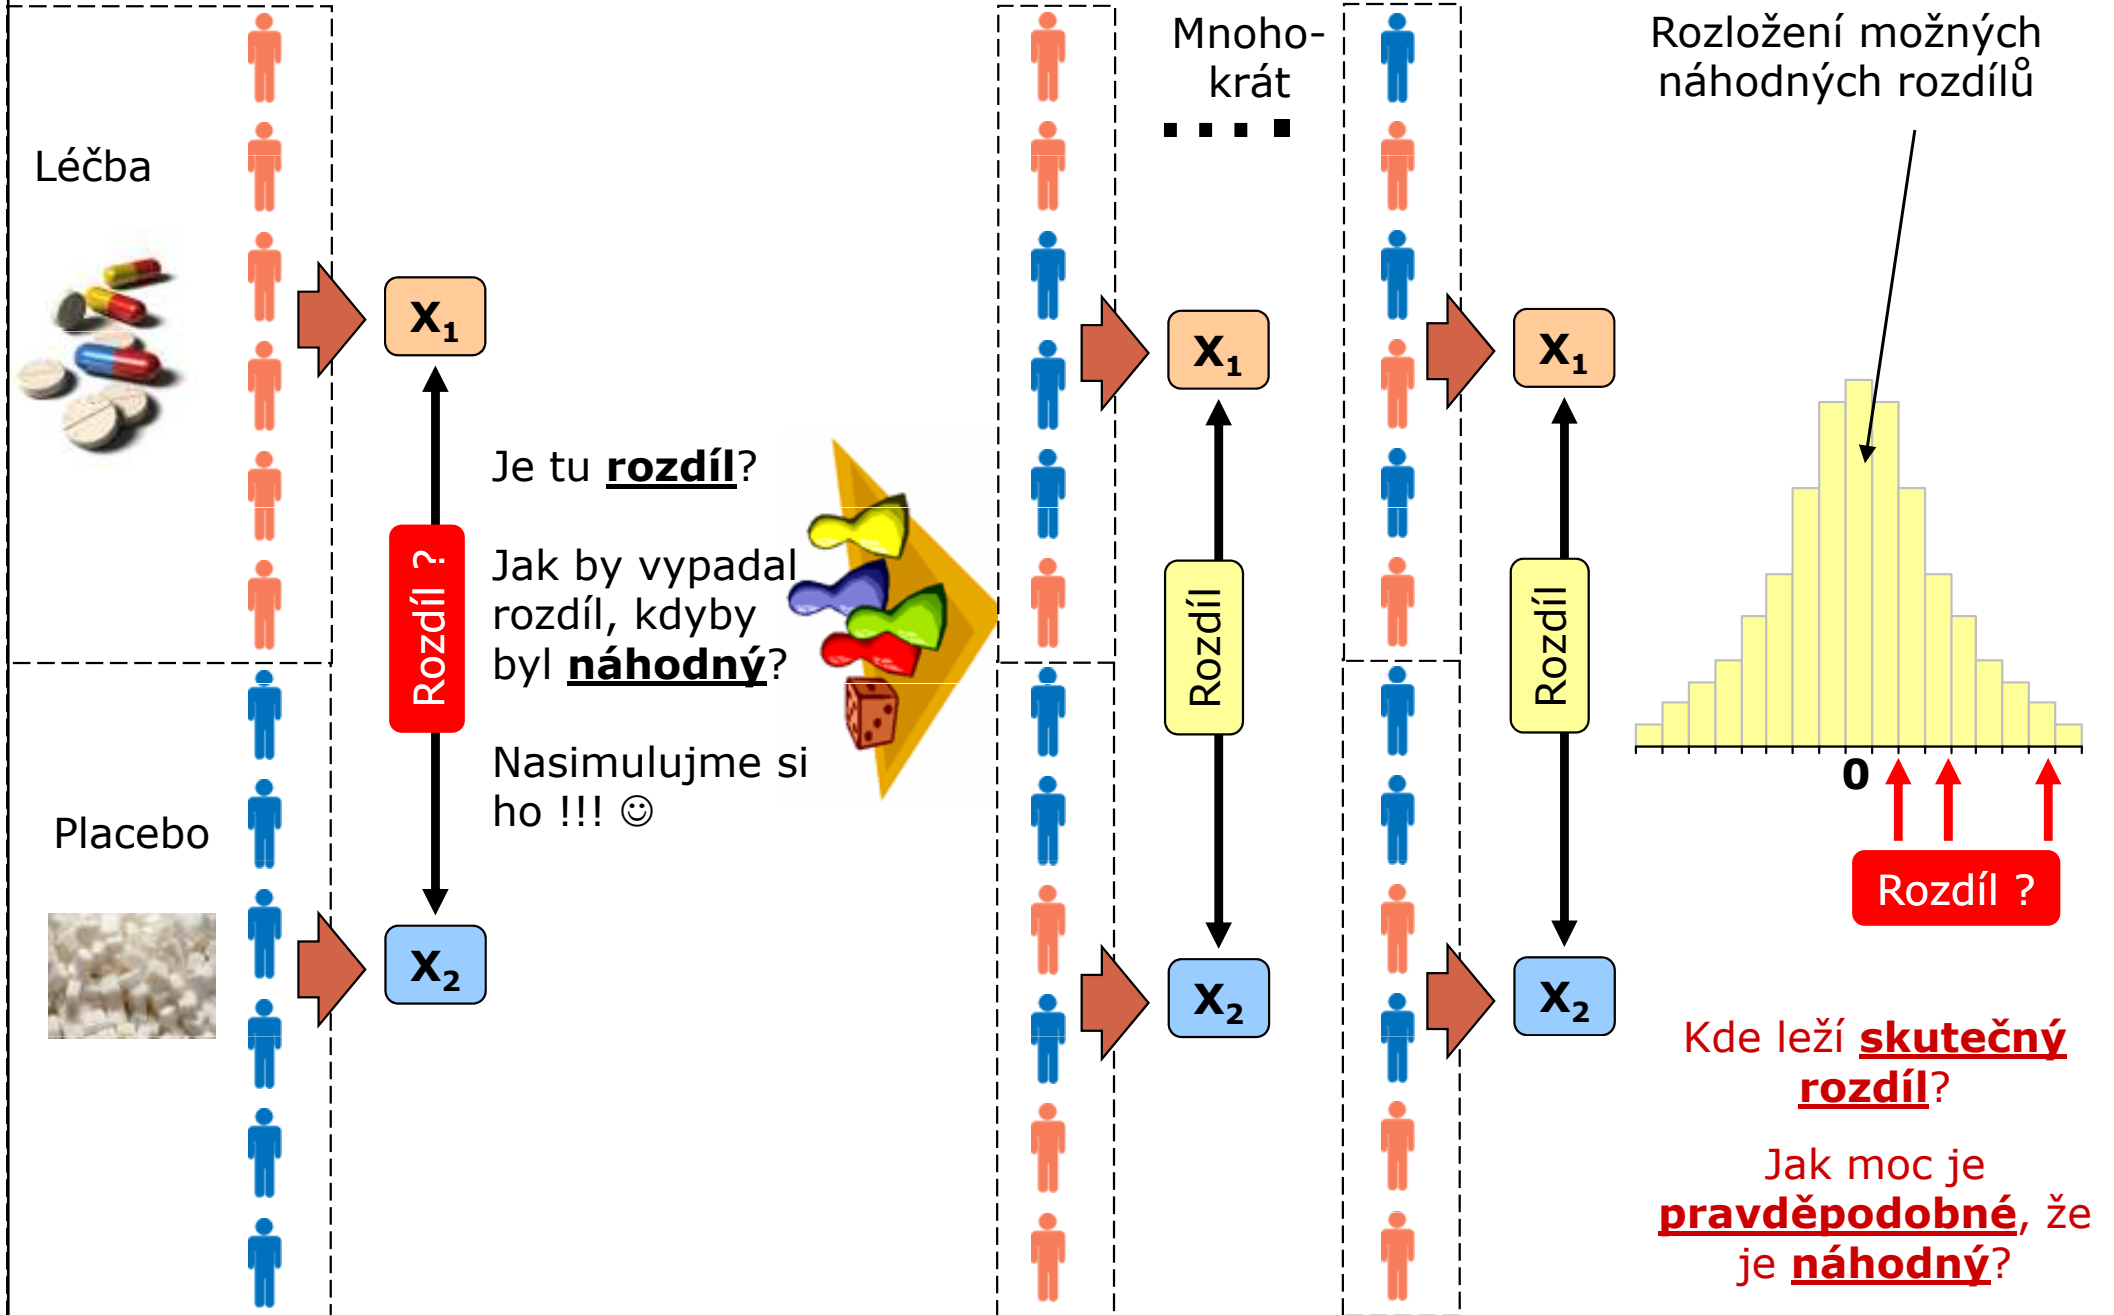 Léčba
X1
Rozdíl ?
X2
Placebo
Je tu rozdíl?
Jak by vypadal
rozdíl, kdyby
byl náhodný?
Nasimulujme si
ho !!! ☺
Mnoho-
krát
X1
Rozdíl
X2
X1
Rozdíl
X2
Rozložení možných
náhodných rozdílů
0
Rozdíl ?
Kde leží skutečný
rozdíl?
Jak moc je
pravděpodobné, že
je náhodný?